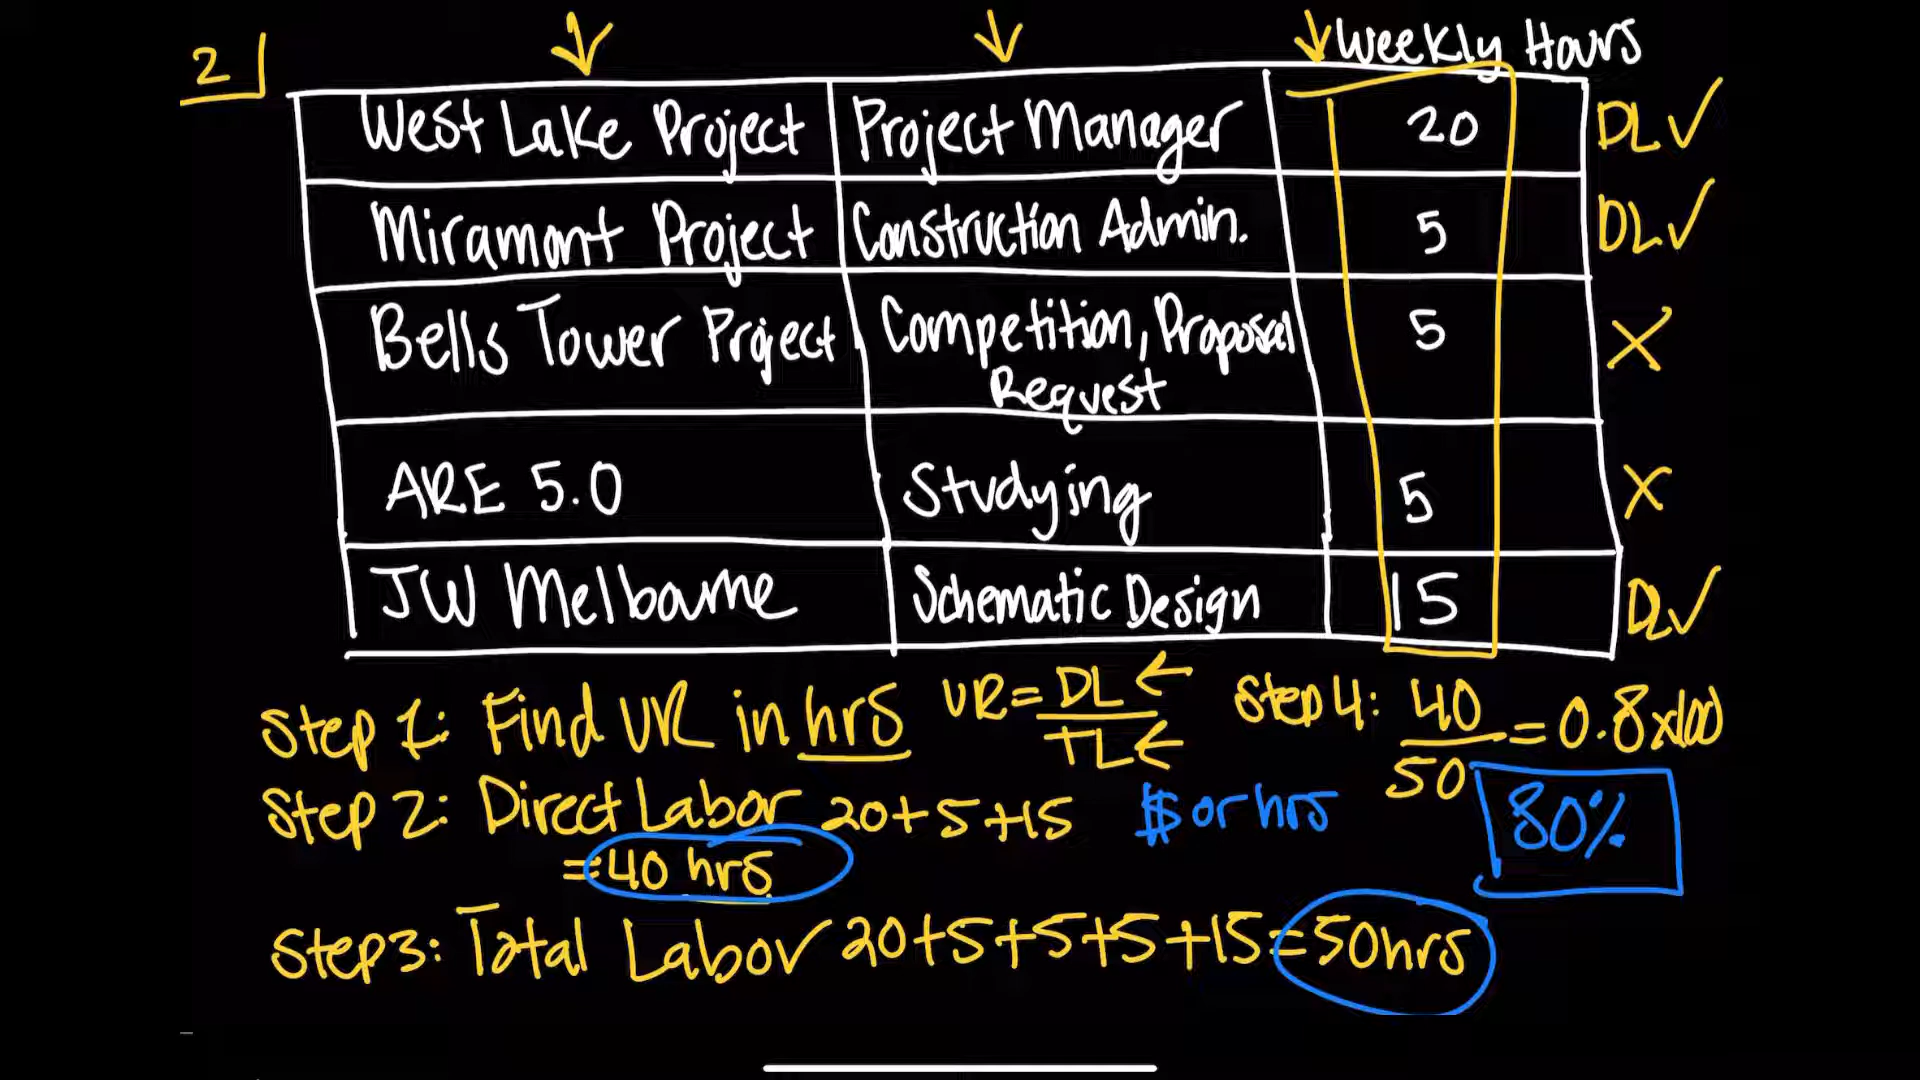 2
Weekly Hours
West Lake Project Project Manager 20 DL✓
Miramont Project Construction Admin. 5 DL✓
Bells Tower Project Competition, Proposal 5 X
Request
ARE 5.0 Studying 5 X
JW Melbourne Schematic Design 15 DL✓
Step 1: Find UR in hrs UR = DL ← / TL ←
Step 4: 40 / 50 = 0.8x100
80%
Step 2: Direct Labor 20+5+15 $ or hrs
=40 hrs
Step3: Total Labor 20+5+5+5+15=50hrs